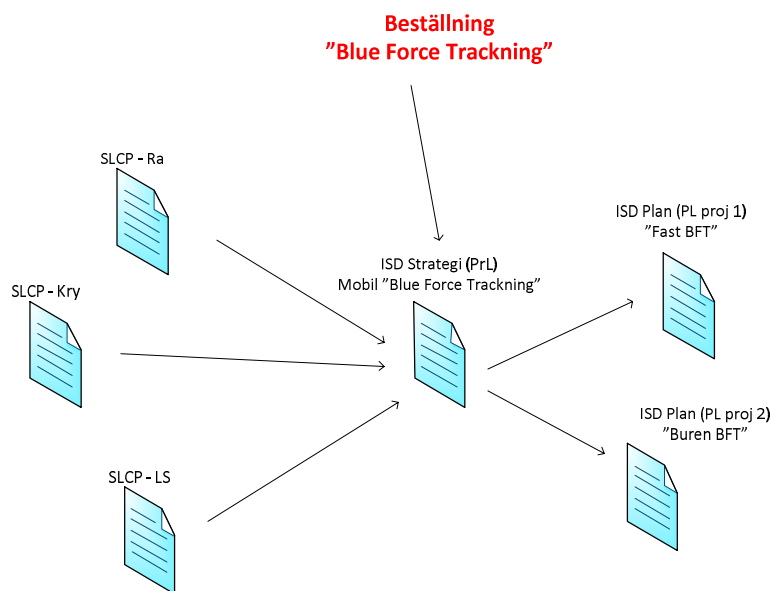 Beställning
”Blue Force Trackning”
SLCP - Ra
ISD Plan (PL proj 1)
”Fast BFT”
ISD Strategi (PrL)
Mobil ”Blue Force Trackning”
SLCP - Kry
ISD Plan (PL proj 2)
”Buren BFT”
SLCP - LS